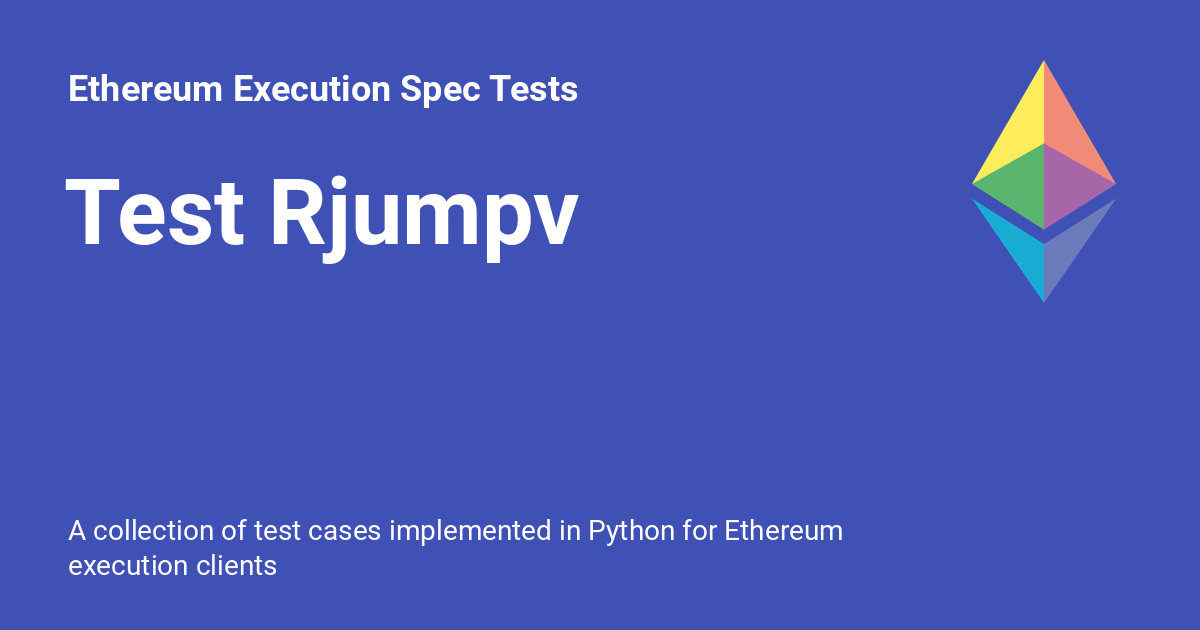 Ethereum Execution Spec Tests
Test Rjumpv
A collection of test cases implemented in Python for Ethereum
execution clients